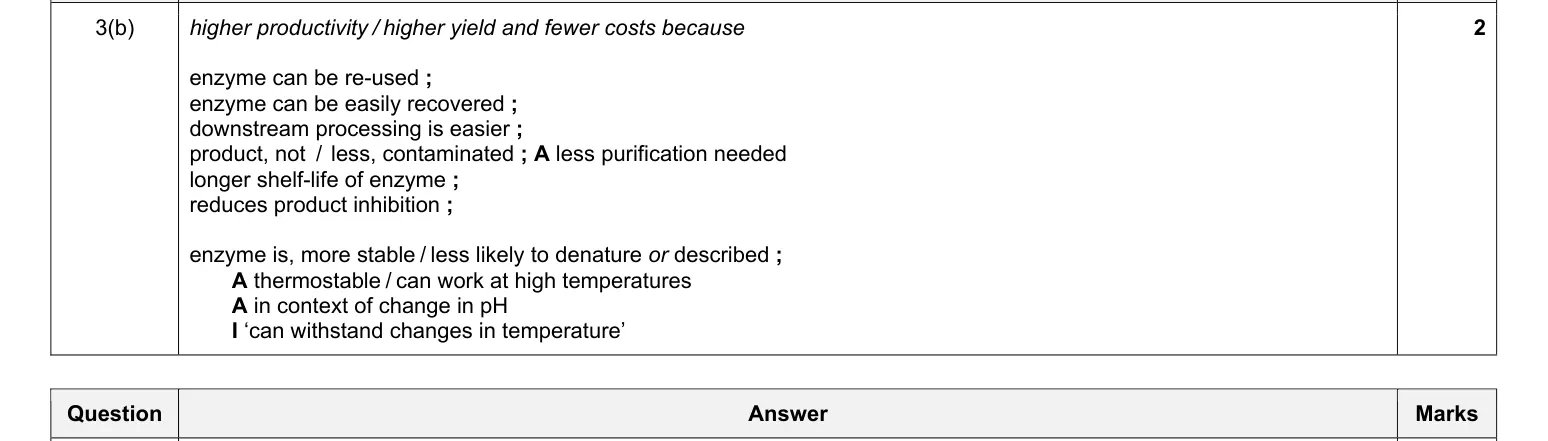 3(b) higher productivity / higher yield and fewer costs because 2
enzyme can be re-used ;
enzyme can be easily recovered ;
downstream processing is easier ;
product, not / less, contaminated ; A less purification needed
longer shelf-life of enzyme ;
reduces product inhibition ;
enzyme is, more stable / less likely to denature or described ;
A thermostable / can work at high temperatures
A in context of change in pH
I ‘can withstand changes in temperature’
Question Answer Marks